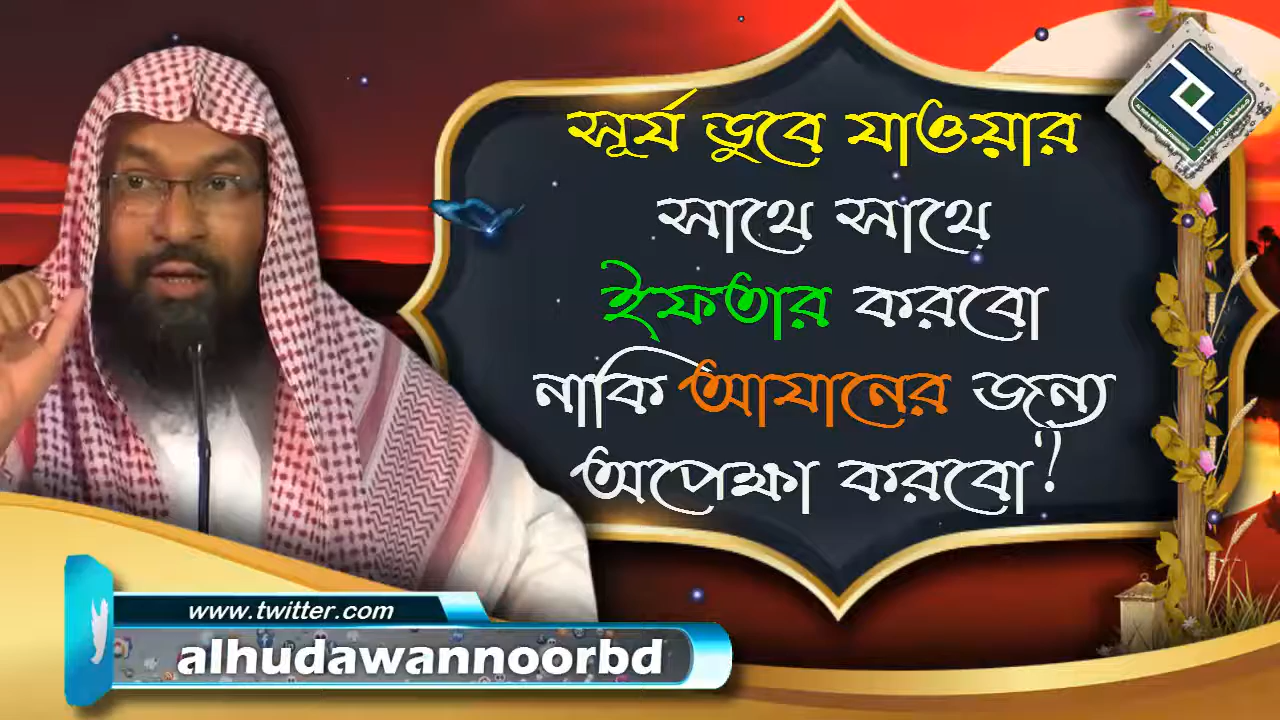 সূর্য ডুবে যাওয়ার
সাথে সাথে
ইফতার করবো
নাকি আযানের জন্য
অপেক্ষা করবো?
www.twitter.com
alhudawannoorbd